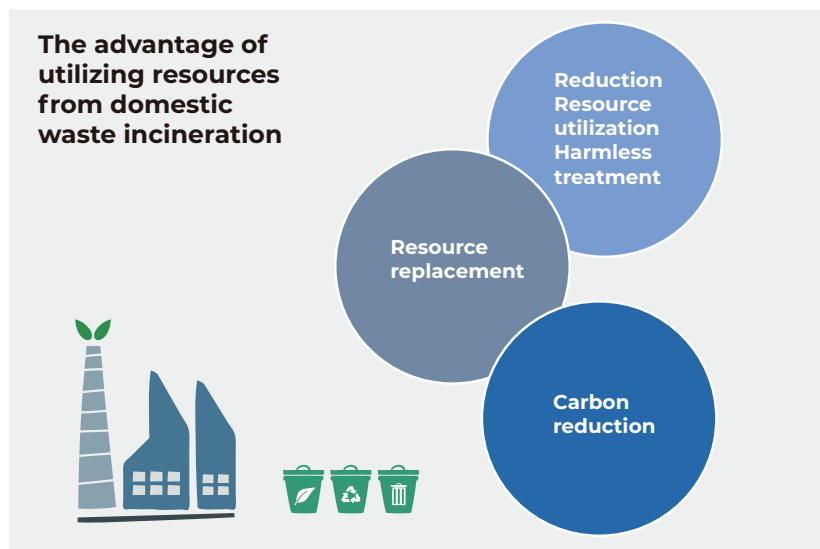 The advantage of
utilizing resources
from domestic
waste incineration
Reduction
Resource
utilization
Harmless
treatment
Resource
replacement
Carbon
reduction